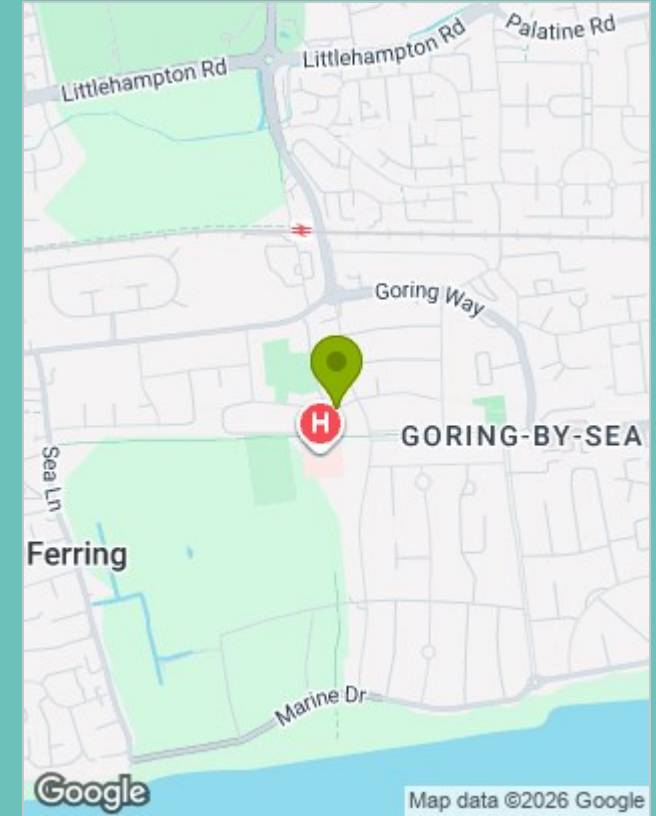 Palatine Rd
Littlehampton Rd
Littlehampton Rd
Goring Way
H
GORING-BY-SEA
Sea Ln
Ferring
Marine Dr
Google
Map data ©2026 Google